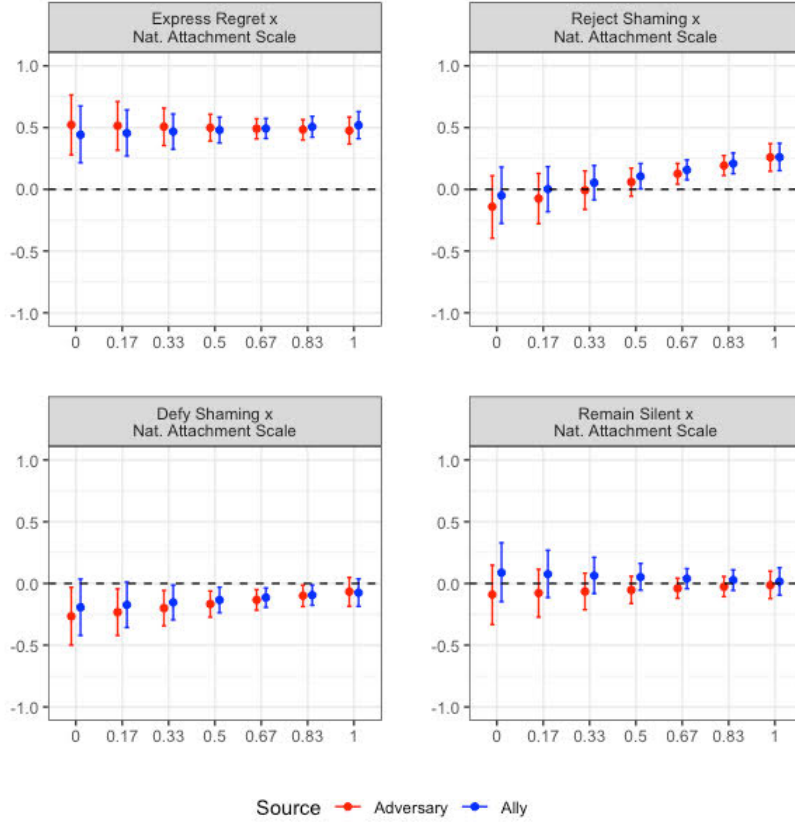 Express Regret x
Nat. Attachment Scale
1.0
0.5
0.0
-0.5
-1.0
0 0.17 0.33 0.5 0.67 0.83 1
Reject Shaming x
Nat. Attachment Scale
1.0
0.5
0.0
-0.5
-1.0
0 0.17 0.33 0.5 0.67 0.83 1
Defy Shaming x
Nat. Attachment Scale
1.0
0.5
0.0
-0.5
-1.0
0 0.17 0.33 0.5 0.67 0.83 1
Remain Silent x
Nat. Attachment Scale
1.0
0.5
0.0
-0.5
-1.0
0 0.17 0.33 0.5 0.67 0.83 1
Source Adversary Ally